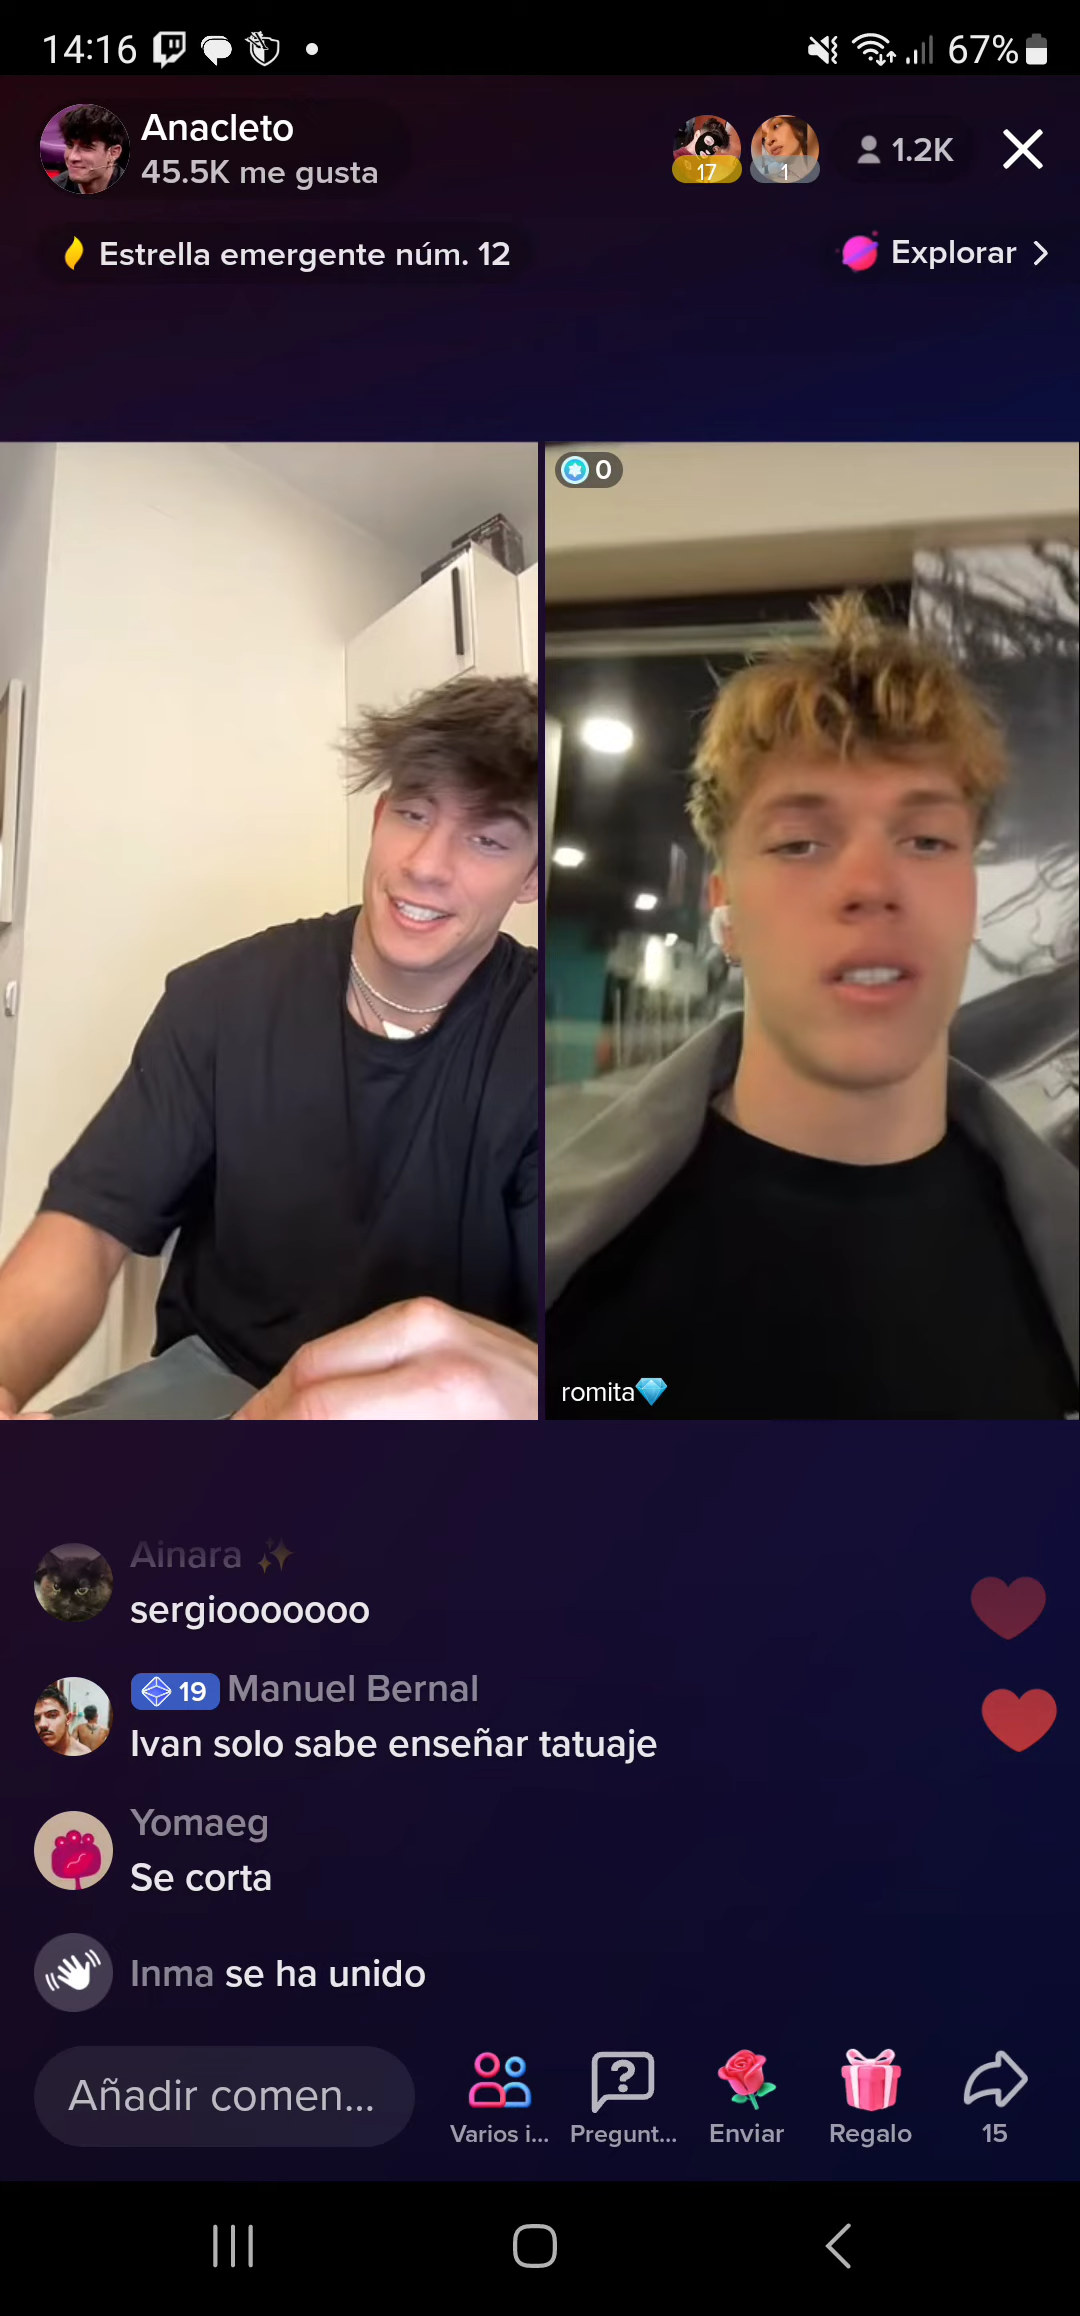 14:16
67%
Anacleto
45.5K me gusta
17
1
1.2K
Estrella emergente núm. 12
Explorar
0
romita💎
Ainara ✨
sergiooooooo
19 Manuel Bernal
Ivan solo sabe enseñar tatuaje
Yomaeg
Se corta
Inma se ha unido
Añadir comen...
Varios i...
Pregunt...
Enviar
Regalo
15